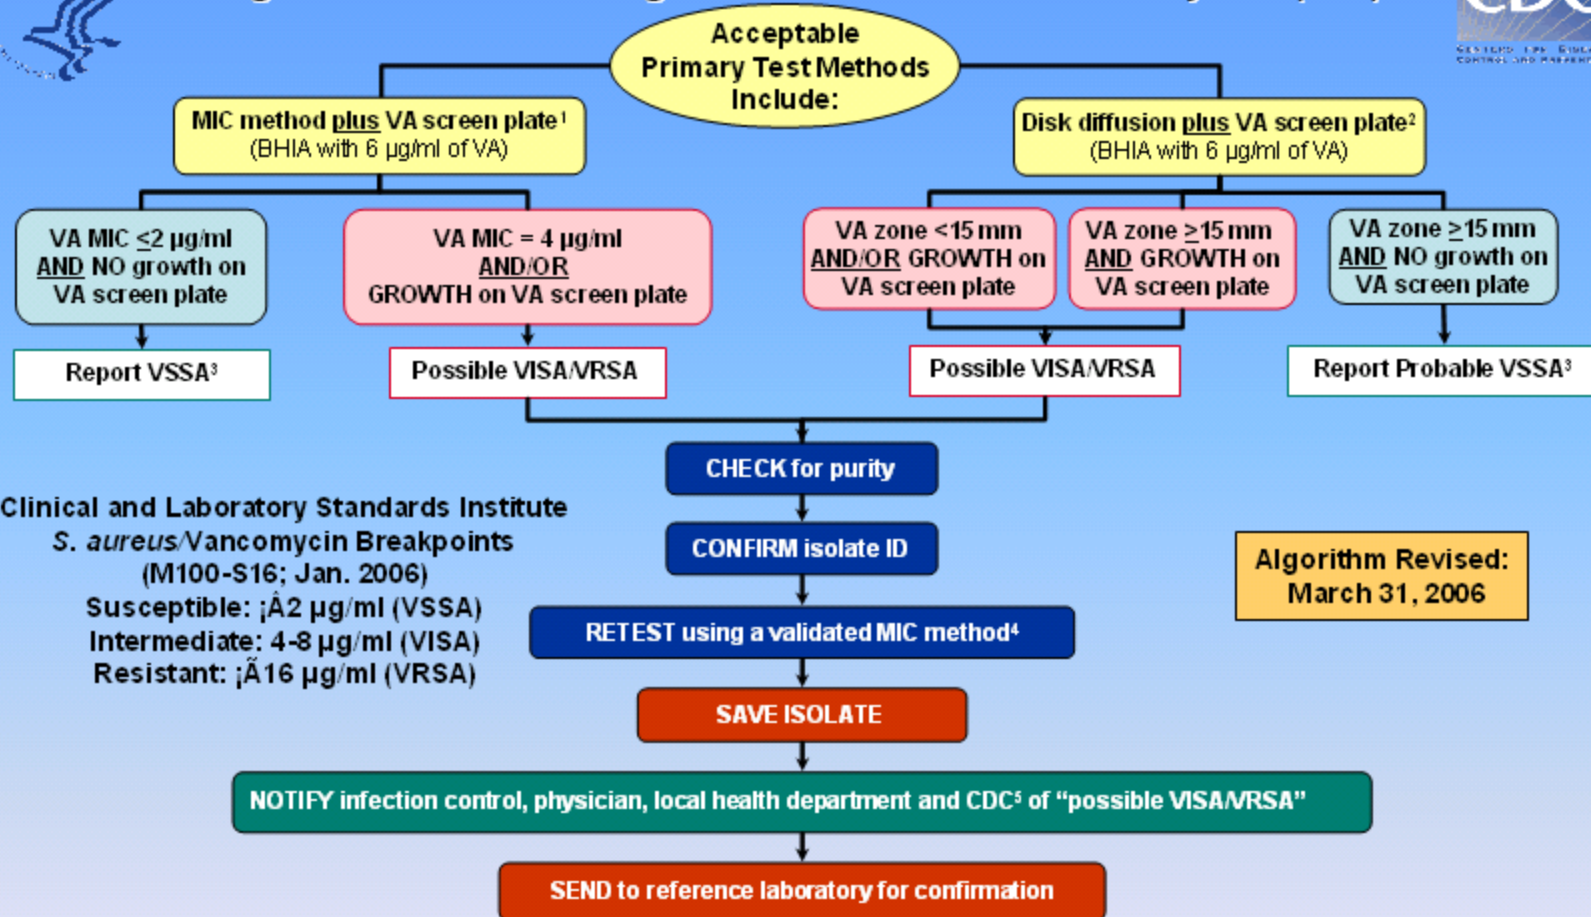 Acceptable
Primary Test Methods
Include:
MIC method plus VA screen plate¹
(BHIA with 6 µg/ml of VA)
Disk diffusion plus VA screen plate²
(BHIA with 6 µg/ml of VA)
VA MIC ≤2 µg/ml
AND NO growth on
VA screen plate
VA MIC = 4 µg/ml
AND/OR
GROWTH on VA screen plate
VA zone <15 mm
AND/OR GROWTH on
VA screen plate
VA zone ≥15 mm
AND GROWTH on
VA screen plate
VA zone ≥15 mm
AND NO growth on
VA screen plate
Report VSSA³
Possible VISA/VRSA
Possible VISA/VRSA
Report Probable VSSA³
CHECK for purity
CONFIRM isolate ID
RETEST using a validated MIC method⁴
SAVE ISOLATE
NOTIFY infection control, physician, local health department and CDC⁵ of “possible VISA/VRSA”
SEND to reference laboratory for confirmation
Clinical and Laboratory Standards Institute
S. aureus/Vancomycin Breakpoints
(M100-S16; Jan. 2006)
Susceptible: ¡Â2 µg/ml (VSSA)
Intermediate: 4-8 µg/ml (VISA)
Resistant: ¡Ã16 µg/ml (VRSA)
Algorithm Revised:
March 31, 2006